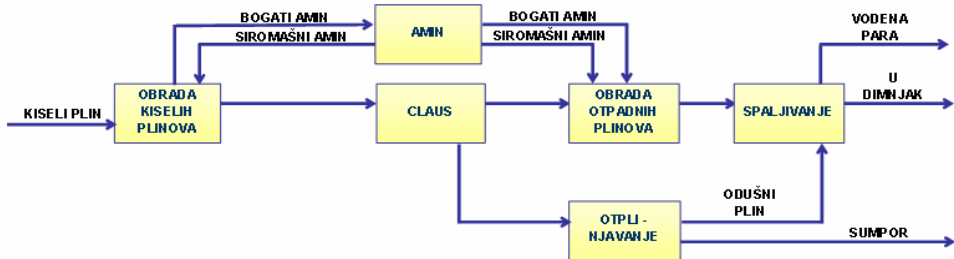 BOGATI AMIN
SIROMAŠNI AMIN
AMIN
BOGATI AMIN
SIROMAŠNI AMIN
VODENA
PARA
KISELI PLIN
OBRADA
KISELIH
PLINOVA
CLAUS
OBRADA
OTPADNIH
PLINOVA
SPALJIVANJE
U
DIMNJAK
OTPLI -
NJAVANJE
ODUŠNI
PLIN
SUMPOR